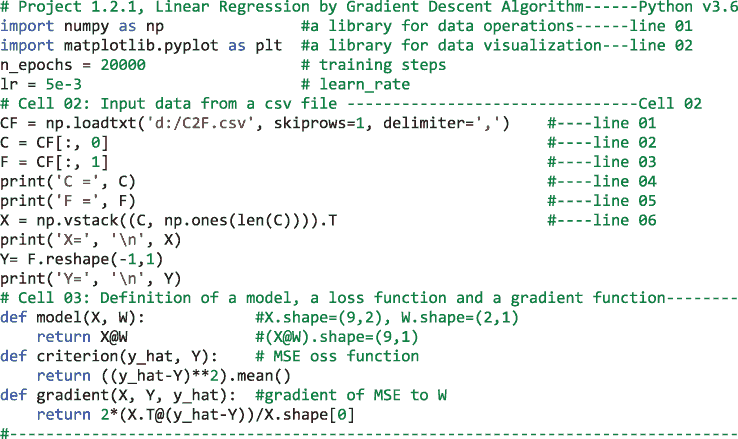 # Project 1.2.1, Linear Regression by Gradient Descent Algorithm------Python v3.6
import numpy as np #a library for data operations------line 01
import matplotlib.pyplot as plt #a library for data visualization---line 02
n_epochs = 20000 # training steps
lr = 5e-3 # learn_rate
# Cell 02: Input data from a csv file --------------------------------Cell 02
CF = np.loadtxt('d:/C2F.csv', skiprows=1, delimiter=',') #----line 01
C = CF[:, 0] #----line 02
F = CF[:, 1] #----line 03
print('C =', C) #----line 04
print('F =', F) #----line 05
X = np.vstack((C, np.ones(len(C)))).T #----line 06
print('X=', '\n', X)
Y= F.reshape(-1,1)
print('Y=', '\n', Y)
# Cell 03: Definition of a model, a loss function and a gradient function--------
def model(X, W): #X.shape=(9,2), W.shape=(2,1)
return X@W #(X@W).shape=(9,1)
def criterion(y_hat, Y): # MSE oss function
return ((y_hat-Y)**2).mean()
def gradient(X, Y, y_hat): #gradient of MSE to W
return 2*(X.T@(y_hat-Y))/X.shape[0]
#--------------------------------------------------------------------------------